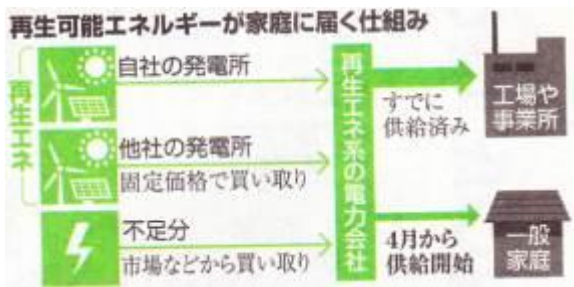 再生可能エネルギーが家庭に届く仕組み
再生エネ
自社の発電所
他社の発電所
固定価格で買い取り
不足分
市場などから買い取り
再生エネ系の電力会社
すでに
供給済み
工場や
事業所
4月から
供給開始
一般
家庭